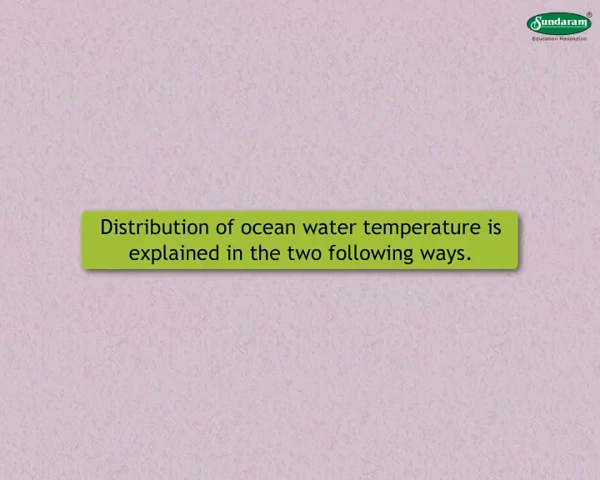 Sundaram®
Education Revolution
Distribution of ocean water temperature is
explained in the two following ways.